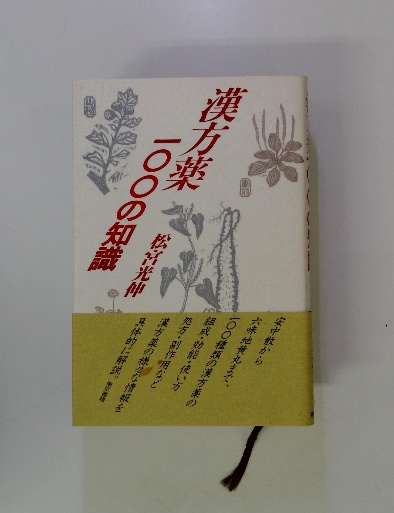 漢方薬
一〇〇の知識
松宮光伸
安中散から
六味地黄丸まで、
一〇〇種類の漢方薬の
組成・効能・使い方
処方・副作用など
漢方薬の様々な情報を
具体的に解説。